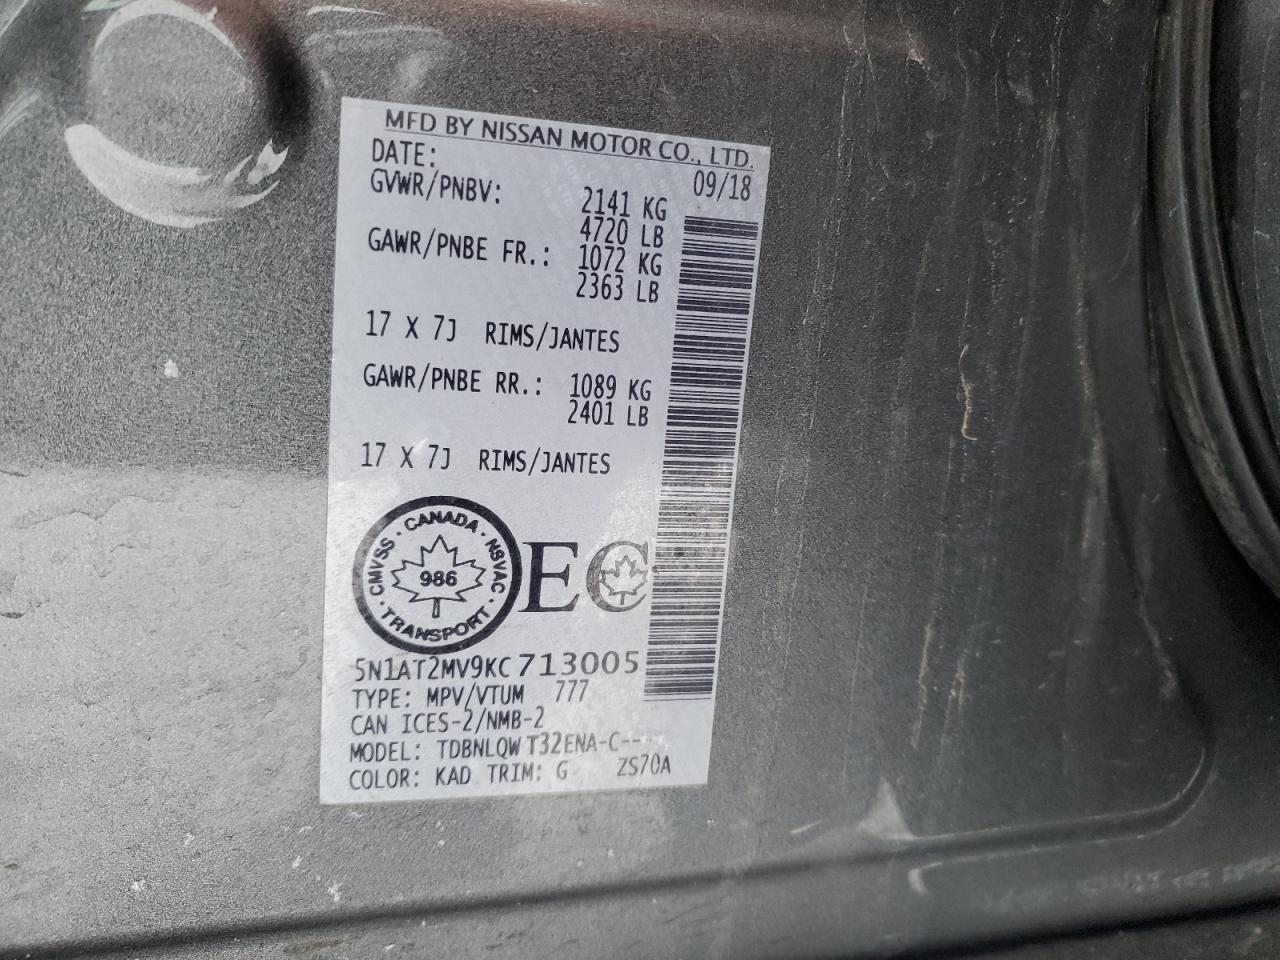 MFD BY NISSAN MOTOR CO., LTD.
DATE: 09/18
GVWR/PNBV: 2141 KG
4720 LB
GAWR/PNBE FR.: 1072 KG
2363 LB
17 X 7J RIMS/JANTES
GAWR/PNBE RR.: 1089 KG
2401 LB
17 X 7J RIMS/JANTES
CMVSS · CANADA · NSVAC · TRANSPORT
986
EC
5N1AT2MV9KC713005
TYPE: MPV/VTUM 777
CAN ICES-2/NMB-2
MODEL: TDBNLQWT32ENA-C--
COLOR: KAD TRIM: G ZS70A